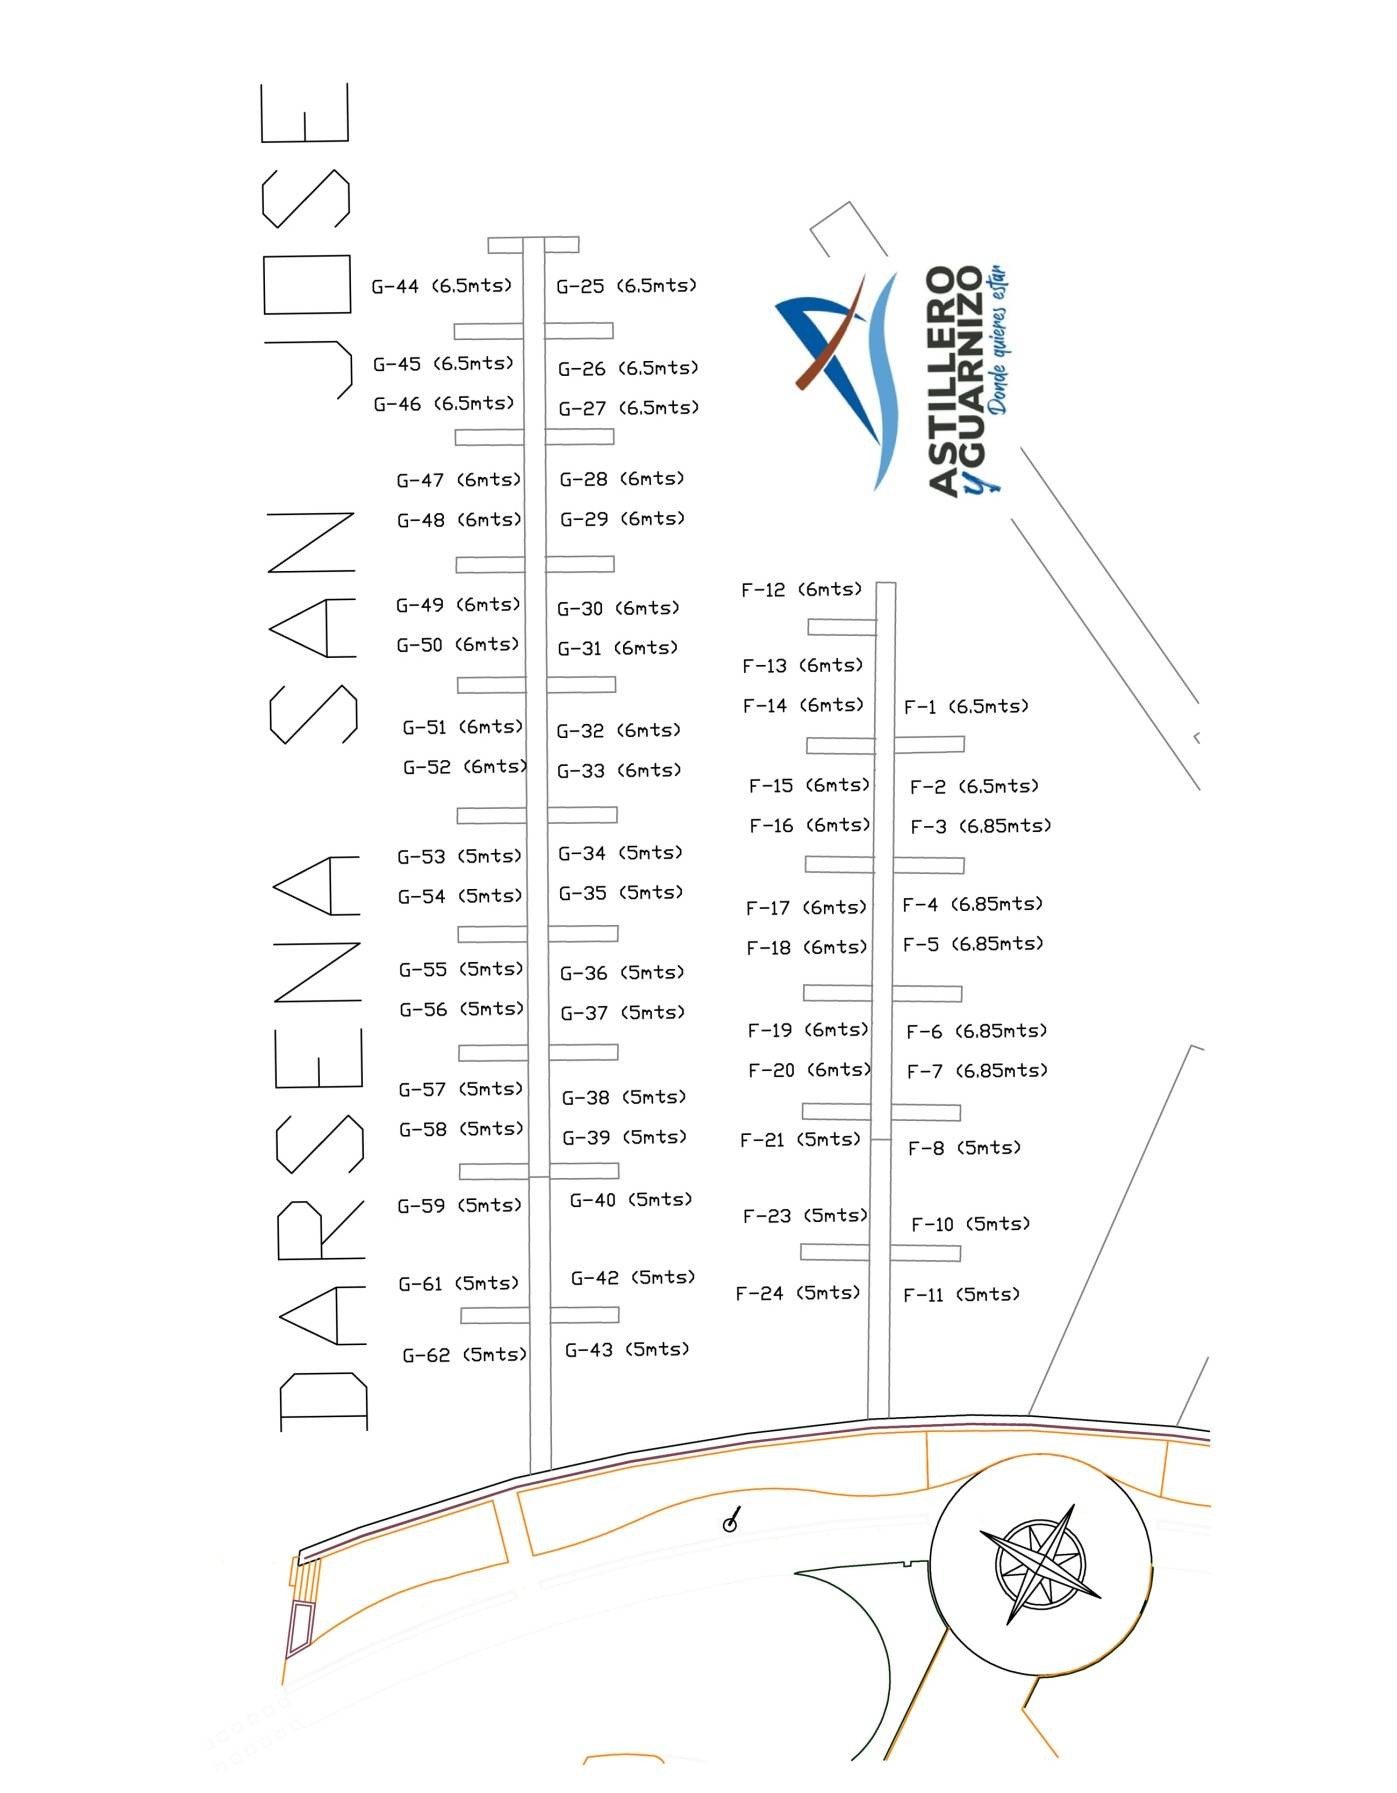 DARSENA SAN JOSE
ASTILLERO
y GUARNIZO
Donde quieres estar
G-44 (6.5mts)
G-45 (6.5mts)
G-46 (6.5mts)
G-47 (6mts)
G-48 (6mts)
G-49 (6mts)
G-50 (6mts)
G-51 (6mts)
G-52 (6mts)
G-53 (5mts)
G-54 (5mts)
G-55 (5mts)
G-56 (5mts)
G-57 (5mts)
G-58 (5mts)
G-59 (5mts)
G-61 (5mts)
G-62 (5mts)
G-25 (6.5mts)
G-26 (6.5mts)
G-27 (6.5mts)
G-28 (6mts)
G-29 (6mts)
G-30 (6mts)
G-31 (6mts)
G-32 (6mts)
G-33 (6mts)
G-34 (5mts)
G-35 (5mts)
G-36 (5mts)
G-37 (5mts)
G-38 (5mts)
G-39 (5mts)
G-40 (5mts)
G-42 (5mts)
G-43 (5mts)
F-12 (6mts)
F-13 (6mts)
F-14 (6mts)
F-15 (6mts)
F-16 (6mts)
F-17 (6mts)
F-18 (6mts)
F-19 (6mts)
F-20 (6mts)
F-21 (5mts)
F-23 (5mts)
F-24 (5mts)
F-1 (6.5mts)
F-2 (6.5mts)
F-3 (6.85mts)
F-4 (6.85mts)
F-5 (6.85mts)
F-6 (6.85mts)
F-7 (6.85mts)
F-8 (5mts)
F-10 (5mts)
F-11 (5mts)